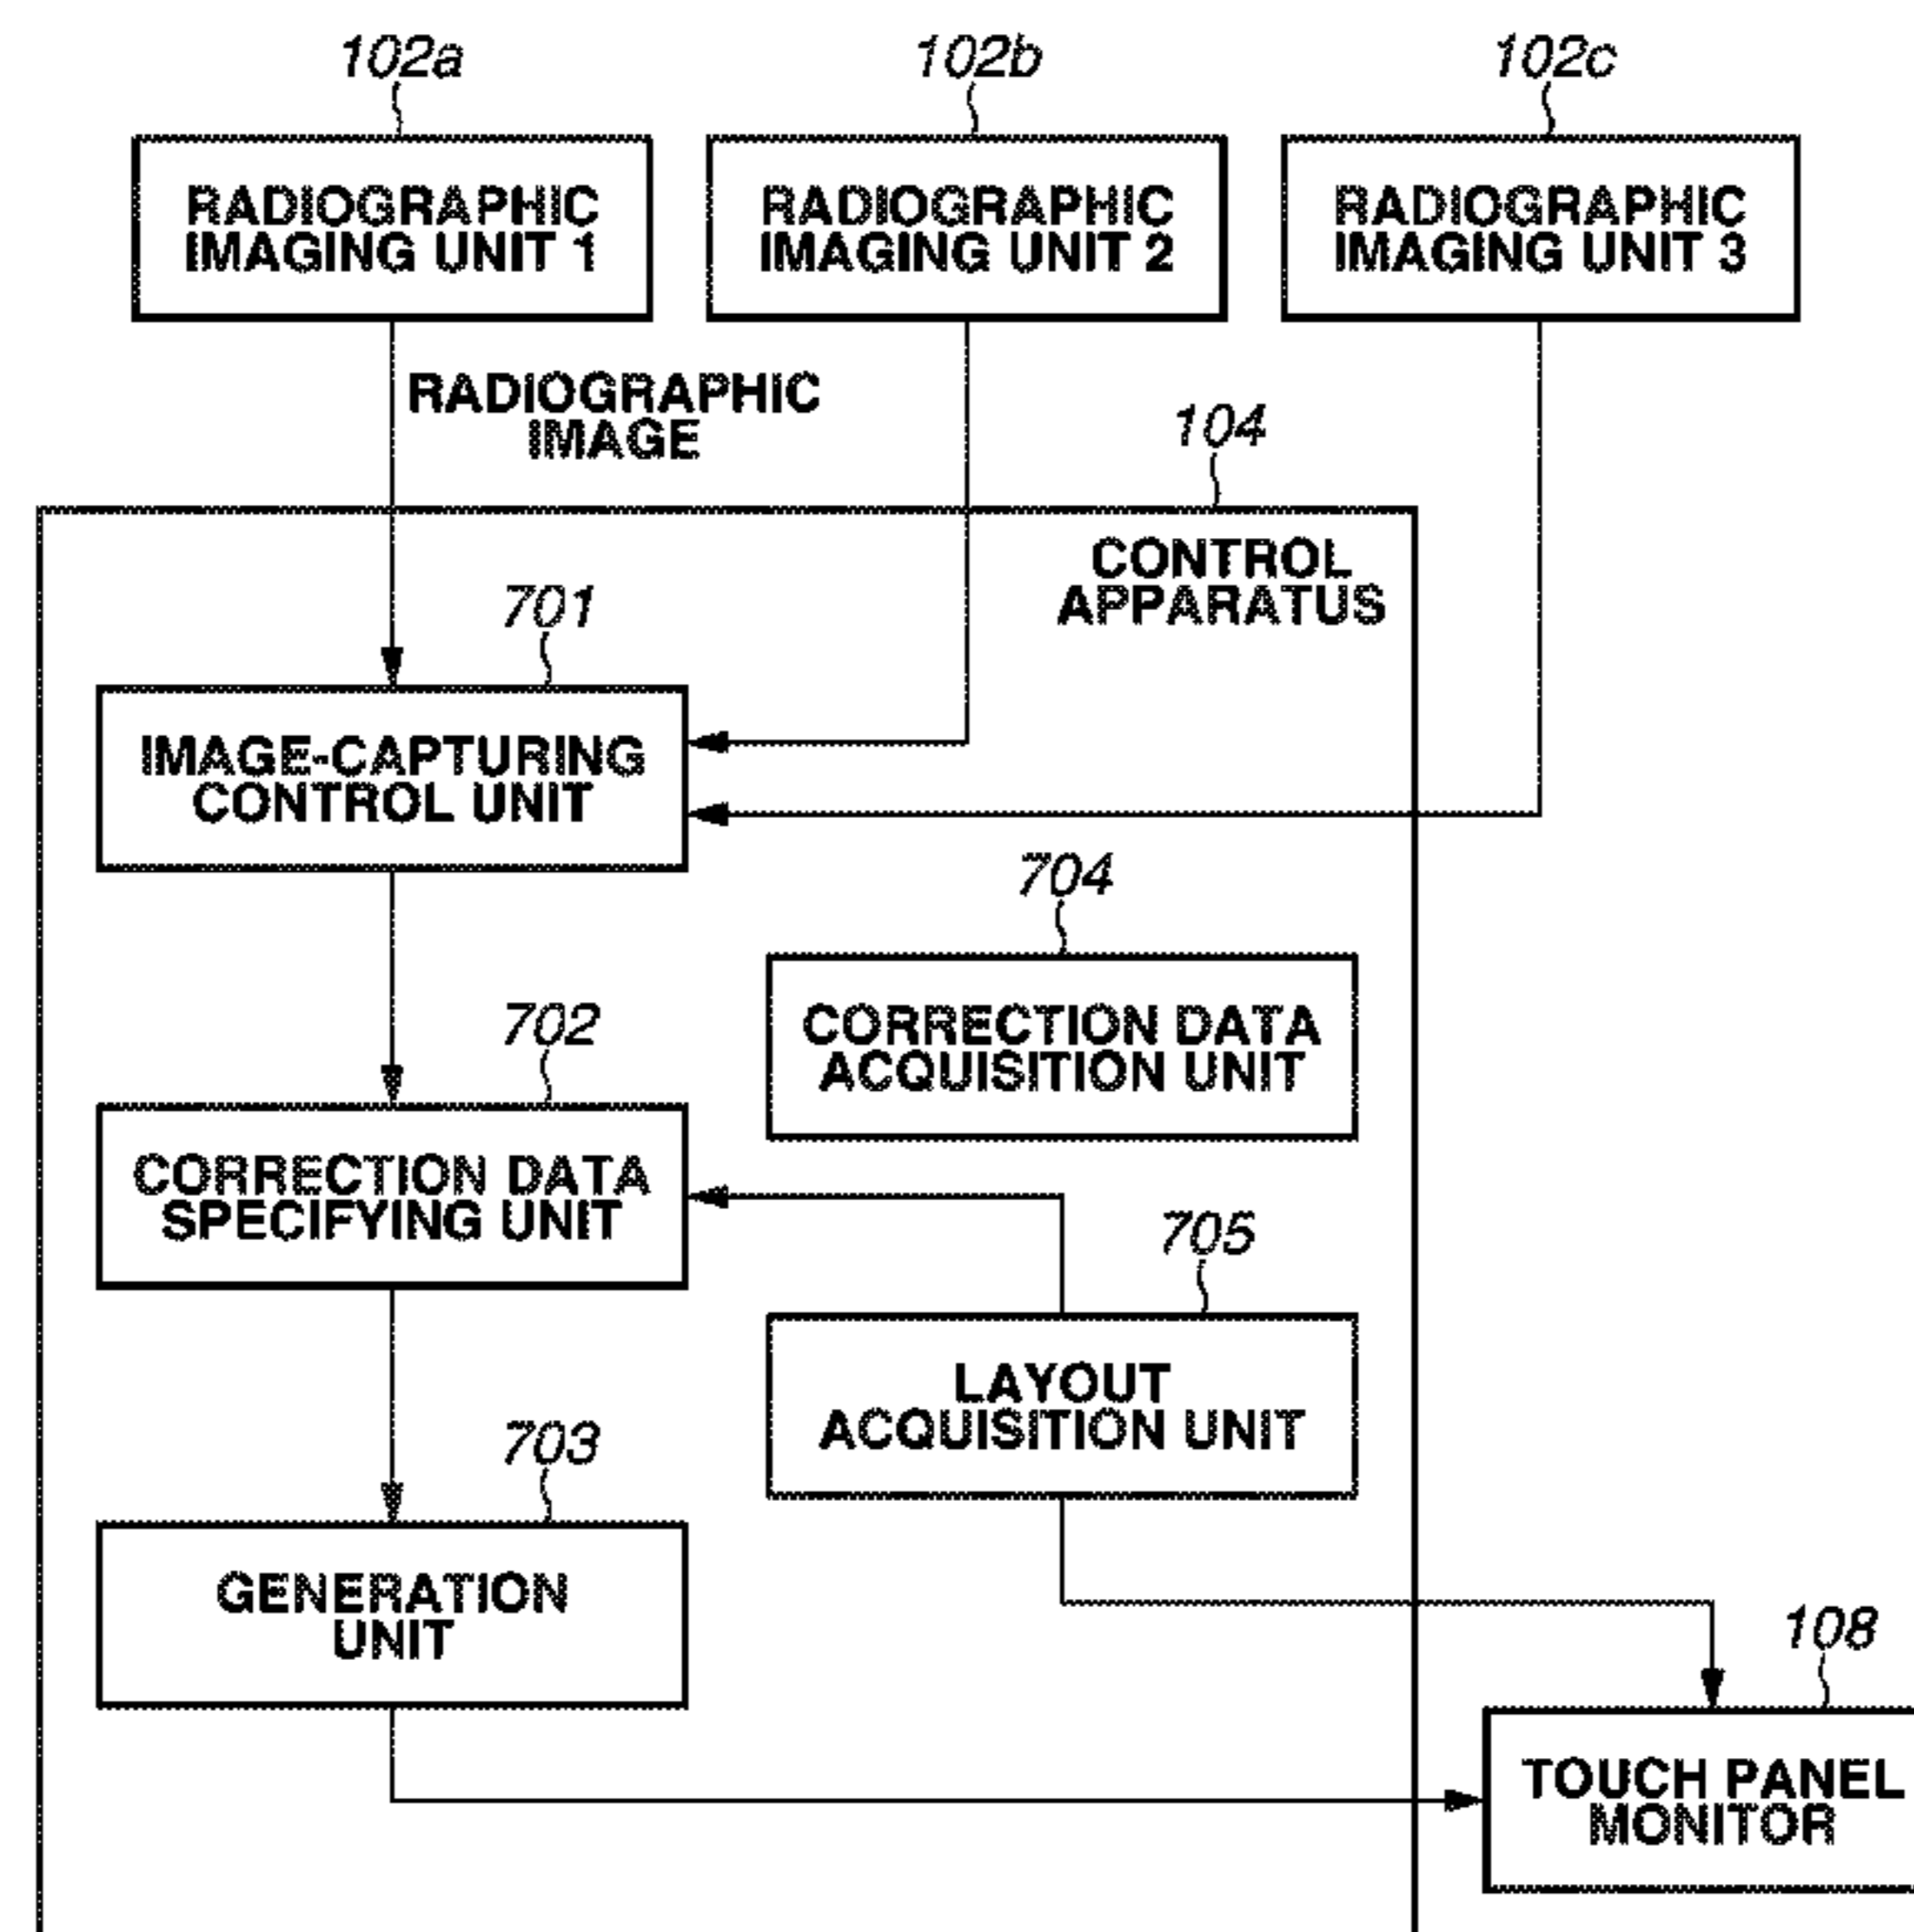 102a
102b
102c
RADIOGRAPHIC
IMAGING UNIT 1
RADIOGRAPHIC
IMAGING UNIT 2
RADIOGRAPHIC
IMAGING UNIT 3
RADIOGRAPHIC
IMAGE
104
CONTROL
APPARATUS
701
IMAGE-CAPTURING
CONTROL UNIT
704
CORRECTION DATA
ACQUISITION UNIT
702
CORRECTION DATA
SPECIFYING UNIT
705
LAYOUT
ACQUISITION UNIT
703
GENERATION
UNIT
108
TOUCH PANEL
MONITOR